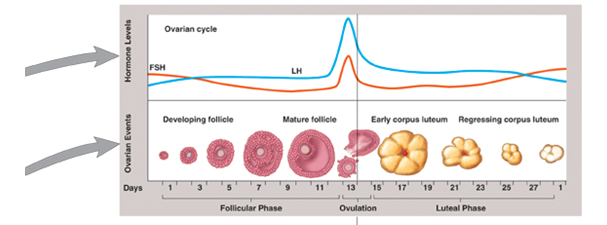 Hormone Levels
Ovarian cycle
FSH
LH
Ovarian Events
Developing follicle
Mature follicle
Early corpus luteum
Regressing corpus luteum
Days
1 3 5 7 9 11 13 15 17 19 21 23 25 27 1
Follicular Phase
Ovulation
Luteal Phase